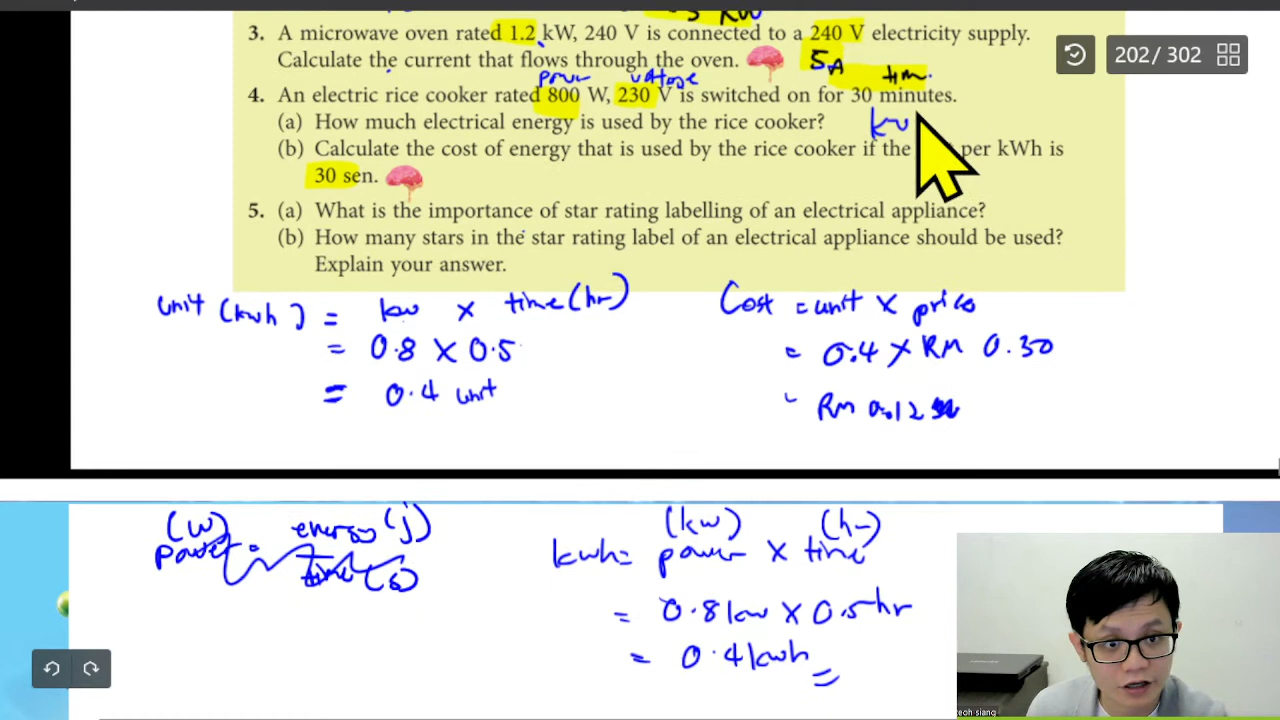 3. A microwave oven rated 1.2 kW, 240 V is connected to a 240 V electricity supply.
Calculate the current that flows through the oven. 5A
power voltage time
4. An electric rice cooker rated 800 W, 230 V is switched on for 30 minutes.
(a) How much electrical energy is used by the rice cooker? kw
(b) Calculate the cost of energy that is used by the rice cooker if the per kWh is
30 sen.
5. (a) What is the importance of star rating labelling of an electrical appliance?
(b) How many stars in the star rating label of an electrical appliance should be used?
Explain your answer.
unit (kwh) = kw x time (hr)
= 0.8 x 0.5
= 0.4 unit
Cost = unit x price
= 0.4 x RM 0.30
RM 0.12
(W) energy (j)
power = time (s)
(kw) (hr)
kwh = power x time
= 0.8 kw x 0.5 hr
= 0.4 kwh
202 / 302
teoh siang